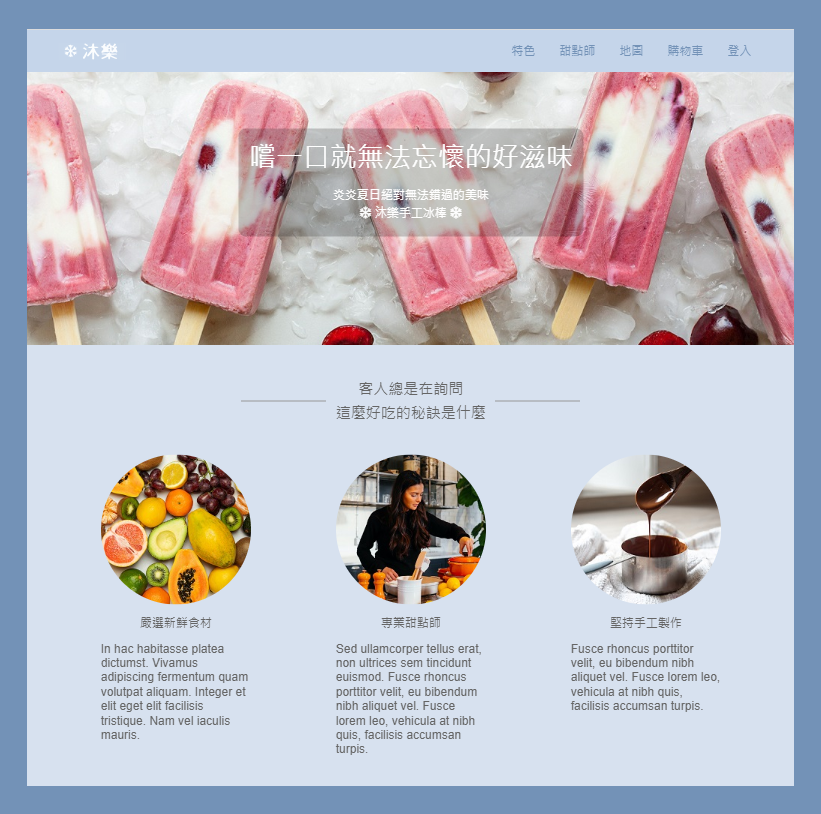 ❄ 沐樂
特色 甜點師 地圖 購物車 登入
嚐一口就無法忘懷的好滋味
炎炎夏日絕對無法錯過的美味
❄ 沐樂手工冰棒 ❄
客人總是在詢問
這麼好吃的秘訣是什麼
嚴選新鮮食材
In hac habitasse platea
dictumst. Vivamus
adipiscing fermentum quam
volutpat aliquam. Integer et
elit eget elit facilisis
tristique. Nam vel iaculis
mauris.
專業甜點師
Sed ullamcorper tellus erat,
non ultrices sem tincidunt
euismod. Fusce rhoncus
porttitor velit, eu bibendum
nibh aliquet vel. Fusce
lorem leo, vehicula at nibh
quis, facilisis accumsan
turpis.
堅持手工製作
Fusce rhoncus porttitor
velit, eu bibendum nibh
aliquet vel. Fusce lorem leo,
vehicula at nibh quis,
facilisis accumsan turpis.